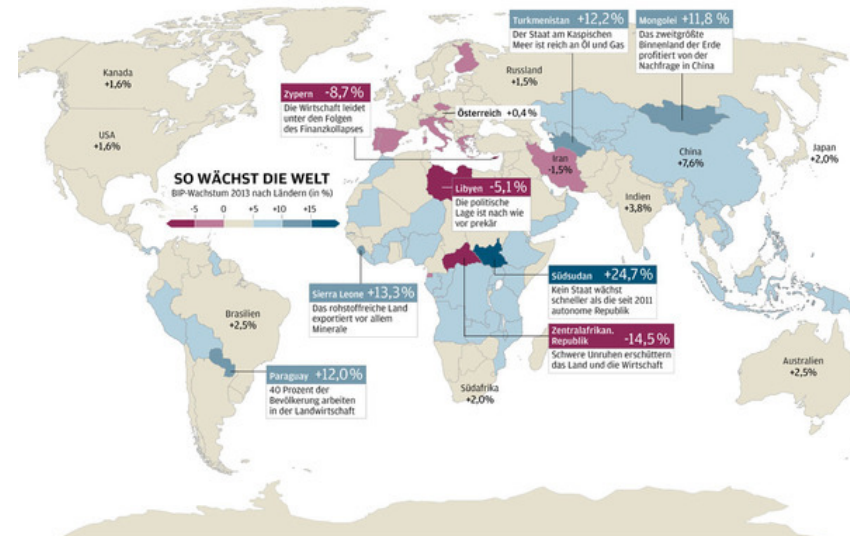 Turkmenistan +12,2%
Der Staat am Kaspischen
Meer ist reich an Öl und Gas
Mongolei +11,8 %
Das zweitgrößte
Binnenland der Erde
profitiert von der
Nachfrage in China
Kanada
+1,6%
Russland
+1,5%
Zypern -8,7%
Die Wirtschaft leidet
unter den Folgen
des Finanzkollapses
Österreich +0,4%
USA
+1,6%
China
+7,6%
Japan
+2,0%
Iran
-1,5%
SO WÄCHST DIE WELT
BIP-Wachstum 2013 nach Ländern (in %)
-5 0 +5 +10 +15
Libyen -5,1%
Die politische
Lage ist nach wie
vor prekär
Indien
+3,8%
Sierra Leone +13,3%
Das rohstoffreiche Land
exportiert vor allem
Minerale
Südsudan +24,7%
Kein Staat wächst
schneller als die seit 2011
autonome Republik
Brasilien
+2,5%
Zentralafrikan.
Republik -14,5%
Schwere Unruhen erschüttern
das Land und die Wirtschaft
Paraguay +12,0%
40 Prozent der
Bevölkerung arbeiten
in der Landwirtschaft
Südafrika
+2,0%
Australien
+2,5%